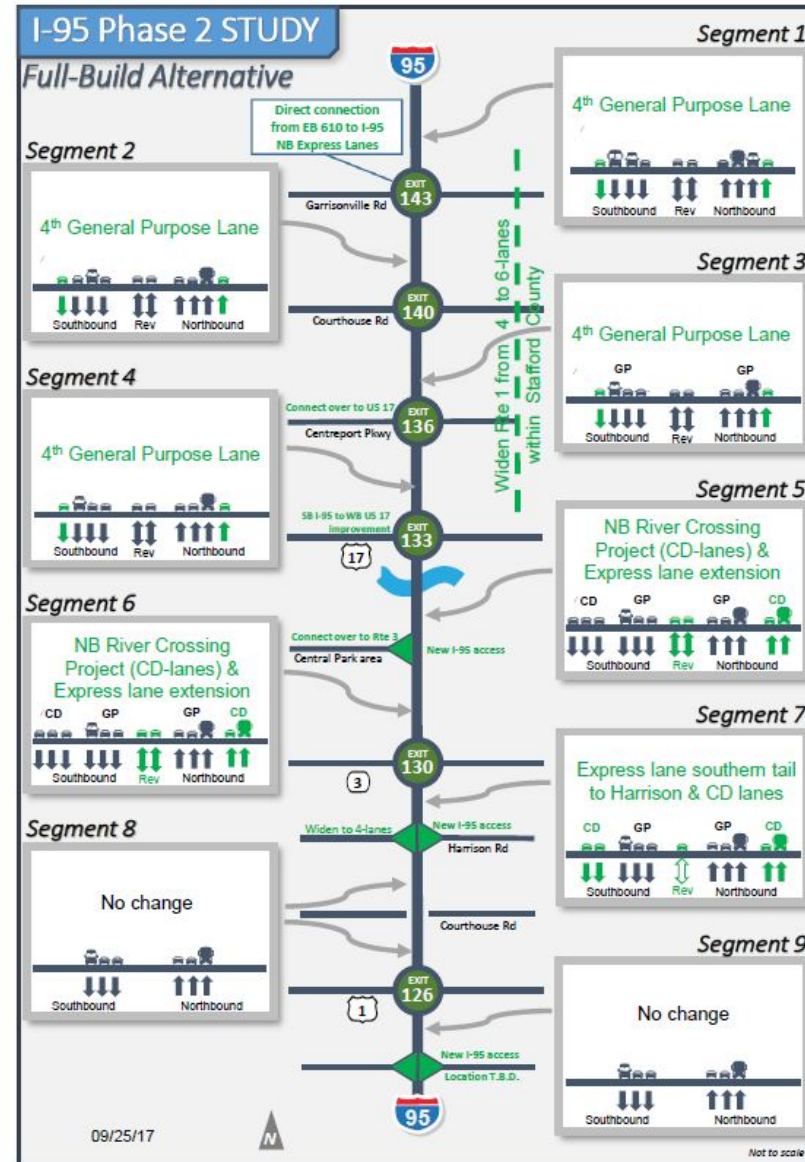 I-95 Phase 2 STUDY
Full-Build Alternative
95
Direct connection
from EB 610 to I-95
NB Express Lanes
Segment 1
4th General Purpose Lane
Southbound Rev Northbound
Segment 2
4th General Purpose Lane
Southbound Rev Northbound
EXIT
143
Garrisonville Rd
EXIT
140
Courthouse Rd
Widen Rte 1 from 4 to 6-lanes
within Stafford County
Segment 3
4th General Purpose Lane
GP GP
Southbound Rev Northbound
Segment 4
4th General Purpose Lane
Southbound Rev Northbound
Connect over to US 17
EXIT
136
Centreport Pkwy
SB I-95 to WB US 17
improvement
EXIT
133
17
Segment 5
NB River Crossing
Project (CD-lanes) &
Express lane extension
CD GP GP CD
Southbound Rev Northbound
Segment 6
NB River Crossing
Project (CD-lanes) &
Express lane extension
CD GP GP CD
Southbound Rev Northbound
Connect over to Rte 3
Central Park area
New I-95 access
EXIT
130
3
Segment 7
Express lane southern tail
to Harrison & CD lanes
CD GP GP CD
Southbound Rev Northbound
Widen to 4-lanes
New I-95 access
Harrison Rd
Segment 8
No change
Southbound Northbound
Courthouse Rd
EXIT
126
1
Segment 9
No change
Southbound Northbound
New I-95 access
Location T.B.D.
95
09/25/17
N
Not to scale